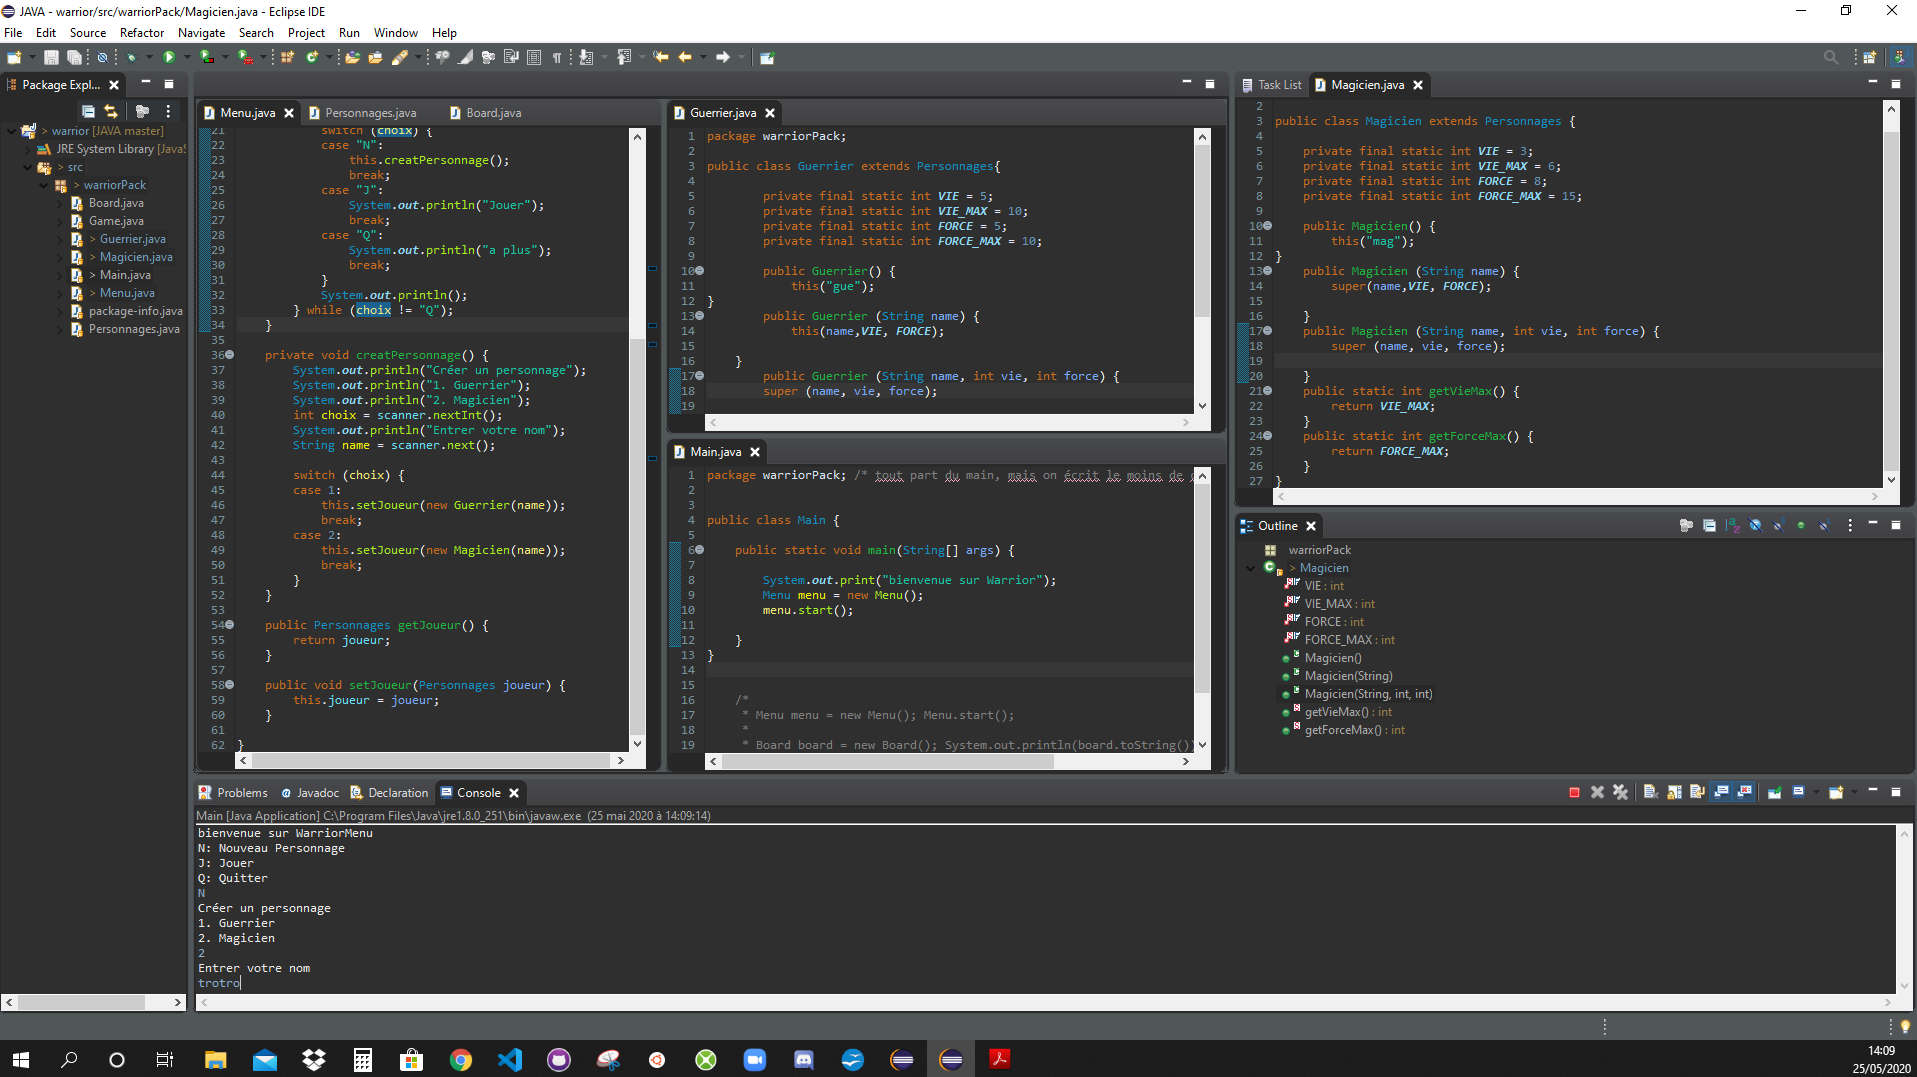 JAVA - warrior/src/warriorPack/Magicien.java - Eclipse IDE
File Edit Source Refactor Navigate Search Project Run Window Help
Package Expl...
> warrior [JAVA master]
JRE System Library [JavaS
> src
> warriorPack
Board.java
Game.java
> Guerrier.java
> Magicien.java
> Main.java
> Menu.java
package-info.java
Personnages.java
Menu.java Personnages.java Board.java
21 switch (choix) {
22 case "N":
23 this.creatPersonnage();
24 break;
25 case "J":
26 System.out.println("Jouer");
27 break;
28 case "Q":
29 System.out.println("a plus");
30 break;
31 }
32 System.out.println();
33 } while (choix != "Q");
34 }
35
36 private void creatPersonnage() {
37 System.out.println("Créer un personnage");
38 System.out.println("1. Guerrier");
39 System.out.println("2. Magicien");
40 int choix = scanner.nextInt();
41 System.out.println("Entrer votre nom");
42 String name = scanner.next();
43
44 switch (choix) {
45 case 1:
46 this.setJoueur(new Guerrier(name));
47 break;
48 case 2:
49 this.setJoueur(new Magicien(name));
50 break;
51 }
52 }
53
54 public Personnages getJoueur() {
55 return joueur;
56 }
57
58 public void setJoueur(Personnages joueur) {
59 this.joueur = joueur;
60 }
61
62 }
Guerrier.java
1 package warriorPack;
2
3 public class Guerrier extends Personnages{
4
5 private final static int VIE = 5;
6 private final static int VIE_MAX = 10;
7 private final static int FORCE = 5;
8 private final static int FORCE_MAX = 10;
9
10 public Guerrier() {
11 this("gue");
12 }
13 public Guerrier (String name) {
14 this(name,VIE, FORCE);
15
16 }
17 public Guerrier (String name, int vie, int force) {
18 super (name, vie, force);
19
Main.java
1 package warriorPack; /* tout part du main, mais on écrit le moins de
2
3
4 public class Main {
5
6 public static void main(String[] args) {
7
8 System.out.print("bienvenue sur Warrior");
9 Menu menu = new Menu();
10 menu.start();
11
12 }
13 }
14
15
16 /*
17 * Menu menu = new Menu(); Menu.start();
18 *
19 * Board board = new Board(); System.out.println(board.toString())
Task List Magicien.java
2
3 public class Magicien extends Personnages {
4
5 private final static int VIE = 3;
6 private final static int VIE_MAX = 6;
7 private final static int FORCE = 8;
8 private final static int FORCE_MAX = 15;
9
10 public Magicien() {
11 this("mag");
12 }
13 public Magicien (String name) {
14 super(name,VIE, FORCE);
15
16 }
17 public Magicien (String name, int vie, int force) {
18 super (name, vie, force);
19
20 }
21 public static int getVieMax() {
22 return VIE_MAX;
23 }
24 public static int getForceMax() {
25 return FORCE_MAX;
26 }
27 }
Outline
warriorPack
> Magicien
VIE : int
VIE_MAX : int
FORCE : int
FORCE_MAX : int
Magicien()
Magicien(String)
Magicien(String, int, int)
getVieMax() : int
getForceMax() : int
Problems Javadoc Declaration Console
Main [Java Application] C:\Program Files\Java\jre1.8.0_251\bin\javaw.exe (25 mai 2020 à 14:09:14)
bienvenue sur WarriorMenu
N: Nouveau Personnage
J: Jouer
Q: Quitter
N
Créer un personnage
1. Guerrier
2. Magicien
2
Entrer votre nom
trotro
14:09
25/05/2020